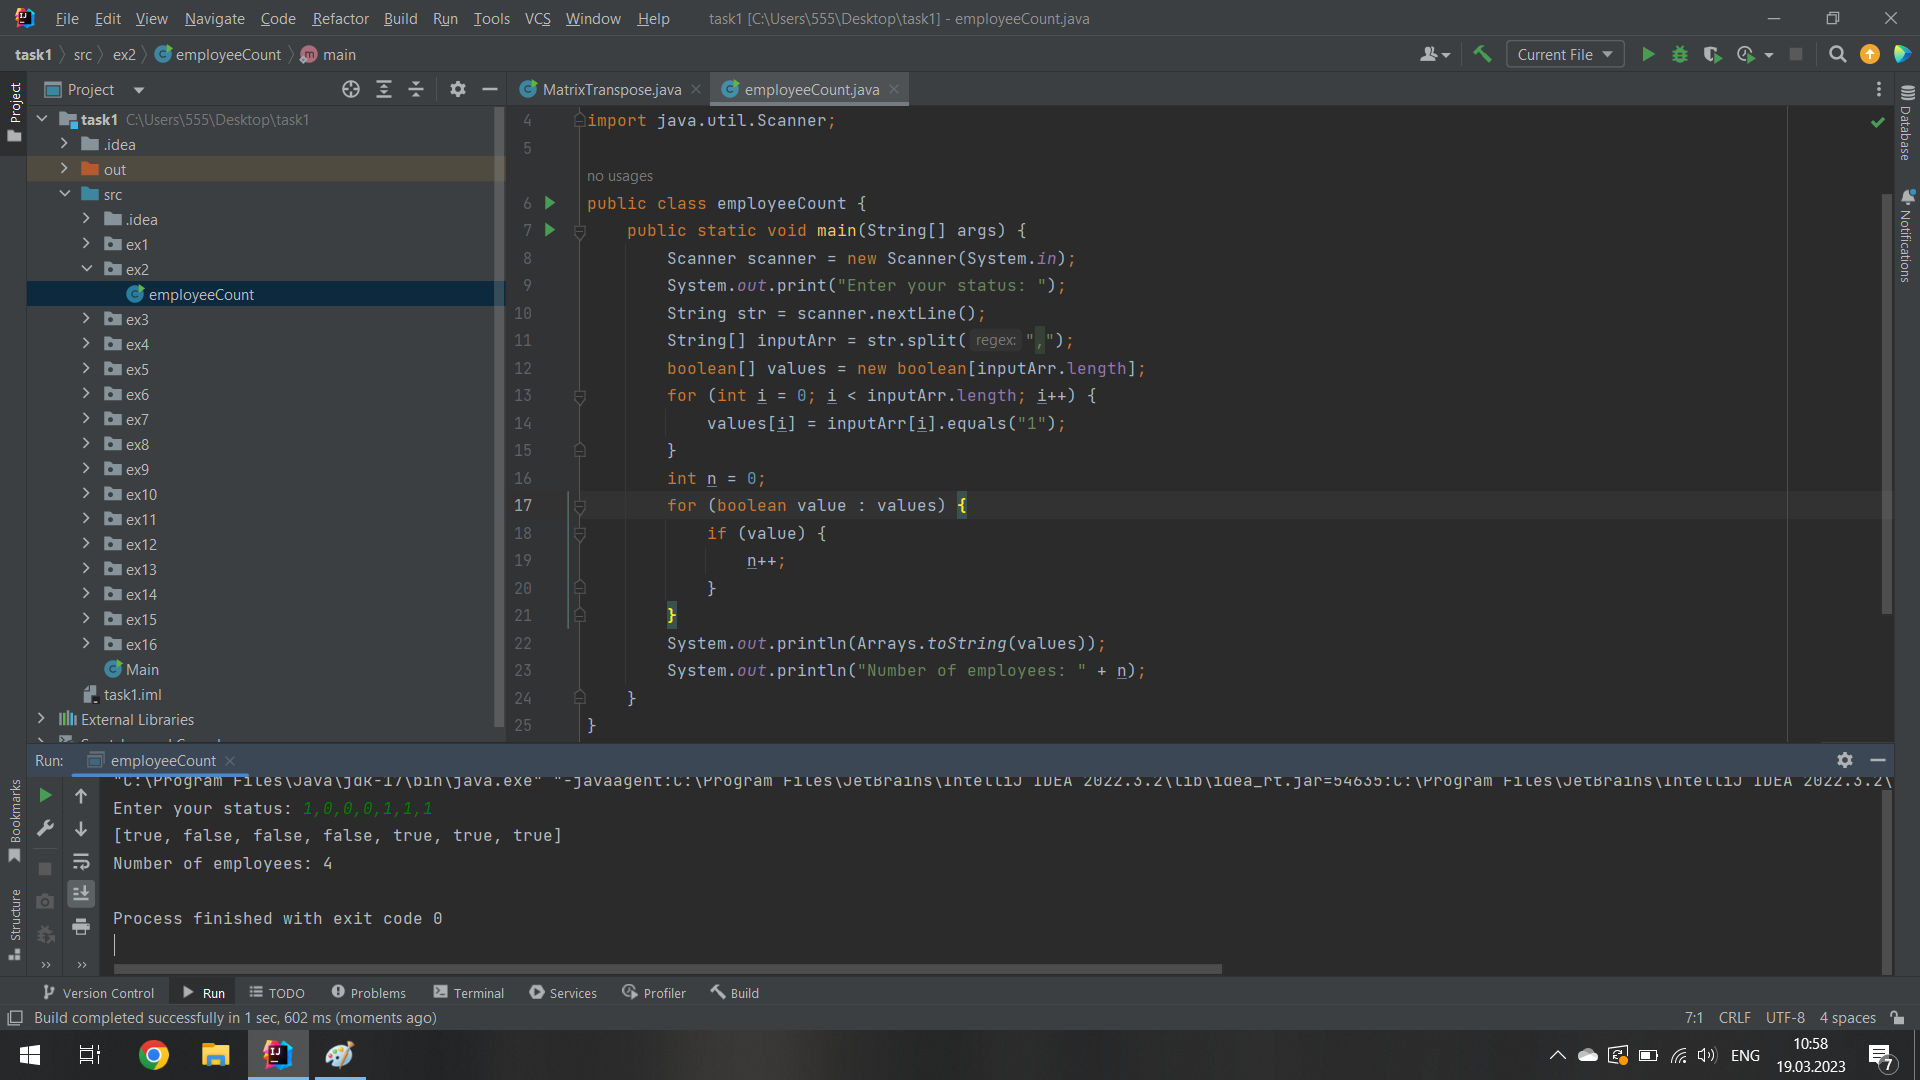 File Edit View Navigate Code Refactor Build Run Tools VCS Window Help task1 [C:\Users\555\Desktop\task1] - employeeCount.java
task1 src ex2 employeeCount main
Current File
Project
MatrixTranspose.java employeeCount.java
Project
Bookmarks
Structure
Database
Notifications
task1 C:\Users\555\Desktop\task1
.idea
out
src
.idea
ex1
ex2
employeeCount
ex3
ex4
ex5
ex6
ex7
ex8
ex9
ex10
ex11
ex12
ex13
ex14
ex15
ex16
Main
task1.iml
External Libraries
4 import java.util.Scanner;
5
no usages
6 public class employeeCount {
7 public static void main(String[] args) {
8 Scanner scanner = new Scanner(System.in);
9 System.out.print("Enter your status: ");
10 String str = scanner.nextLine();
11 String[] inputArr = str.split( regex: ",");
12 boolean[] values = new boolean[inputArr.length];
13 for (int i = 0; i < inputArr.length; i++) {
14 values[i] = inputArr[i].equals("1");
15 }
16 int n = 0;
17 for (boolean value : values) {
18 if (value) {
19 n++;
20 }
21 }
22 System.out.println(Arrays.toString(values));
23 System.out.println("Number of employees: " + n);
24 }
25 }
Run: employeeCount
"C:\Program Files\Java\jdk-17\bin\java.exe" "-javaagent:C:\Program Files\JetBrains\IntelliJ IDEA 2022.3.2\lib\idea_rt.jar=54635:C:\Program Files\JetBrains\IntelliJ IDEA 2022.3.2\
Enter your status: 1,0,0,0,1,1,1
[true, false, false, false, true, true, true]
Number of employees: 4
Process finished with exit code 0
Version Control Run TODO Problems Terminal Services Profiler Build
Build completed successfully in 1 sec, 602 ms (moments ago) 7:1 CRLF UTF-8 4 spaces
ENG 10:58
19.03.2023
7